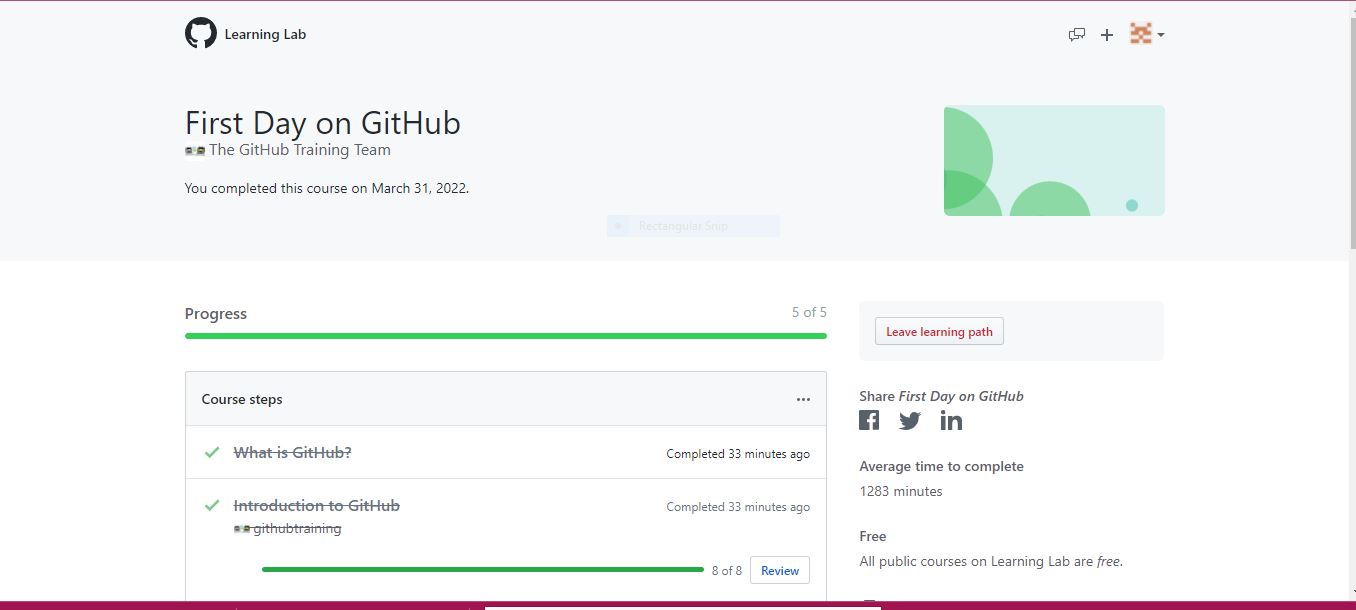 Learning Lab
First Day on GitHub
The GitHub Training Team
You completed this course on March 31, 2022.
Rectangular Snip
Progress
5 of 5
Leave learning path
Course steps
What is GitHub?
Completed 33 minutes ago
Introduction to GitHub
Completed 33 minutes ago
githubtraining
8 of 8
Review
Share First Day on GitHub
Average time to complete
1283 minutes
Free
All public courses on Learning Lab are free.